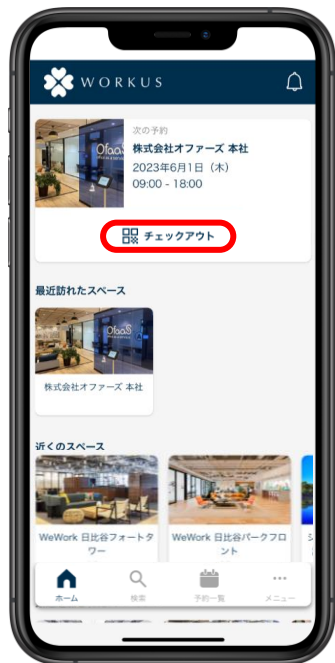 WORKUS
次の予約
株式会社オファーズ 本社
2023年6月1日（木）
09:00 - 18:00
チェックアウト
最近訪れたスペース
株式会社オファーズ 本社
近くのスペース
WeWork 日比谷フォートタ
ワー
WeWork 日比谷パークフロ
ント
ホーム
検索
予約一覧
メニュー